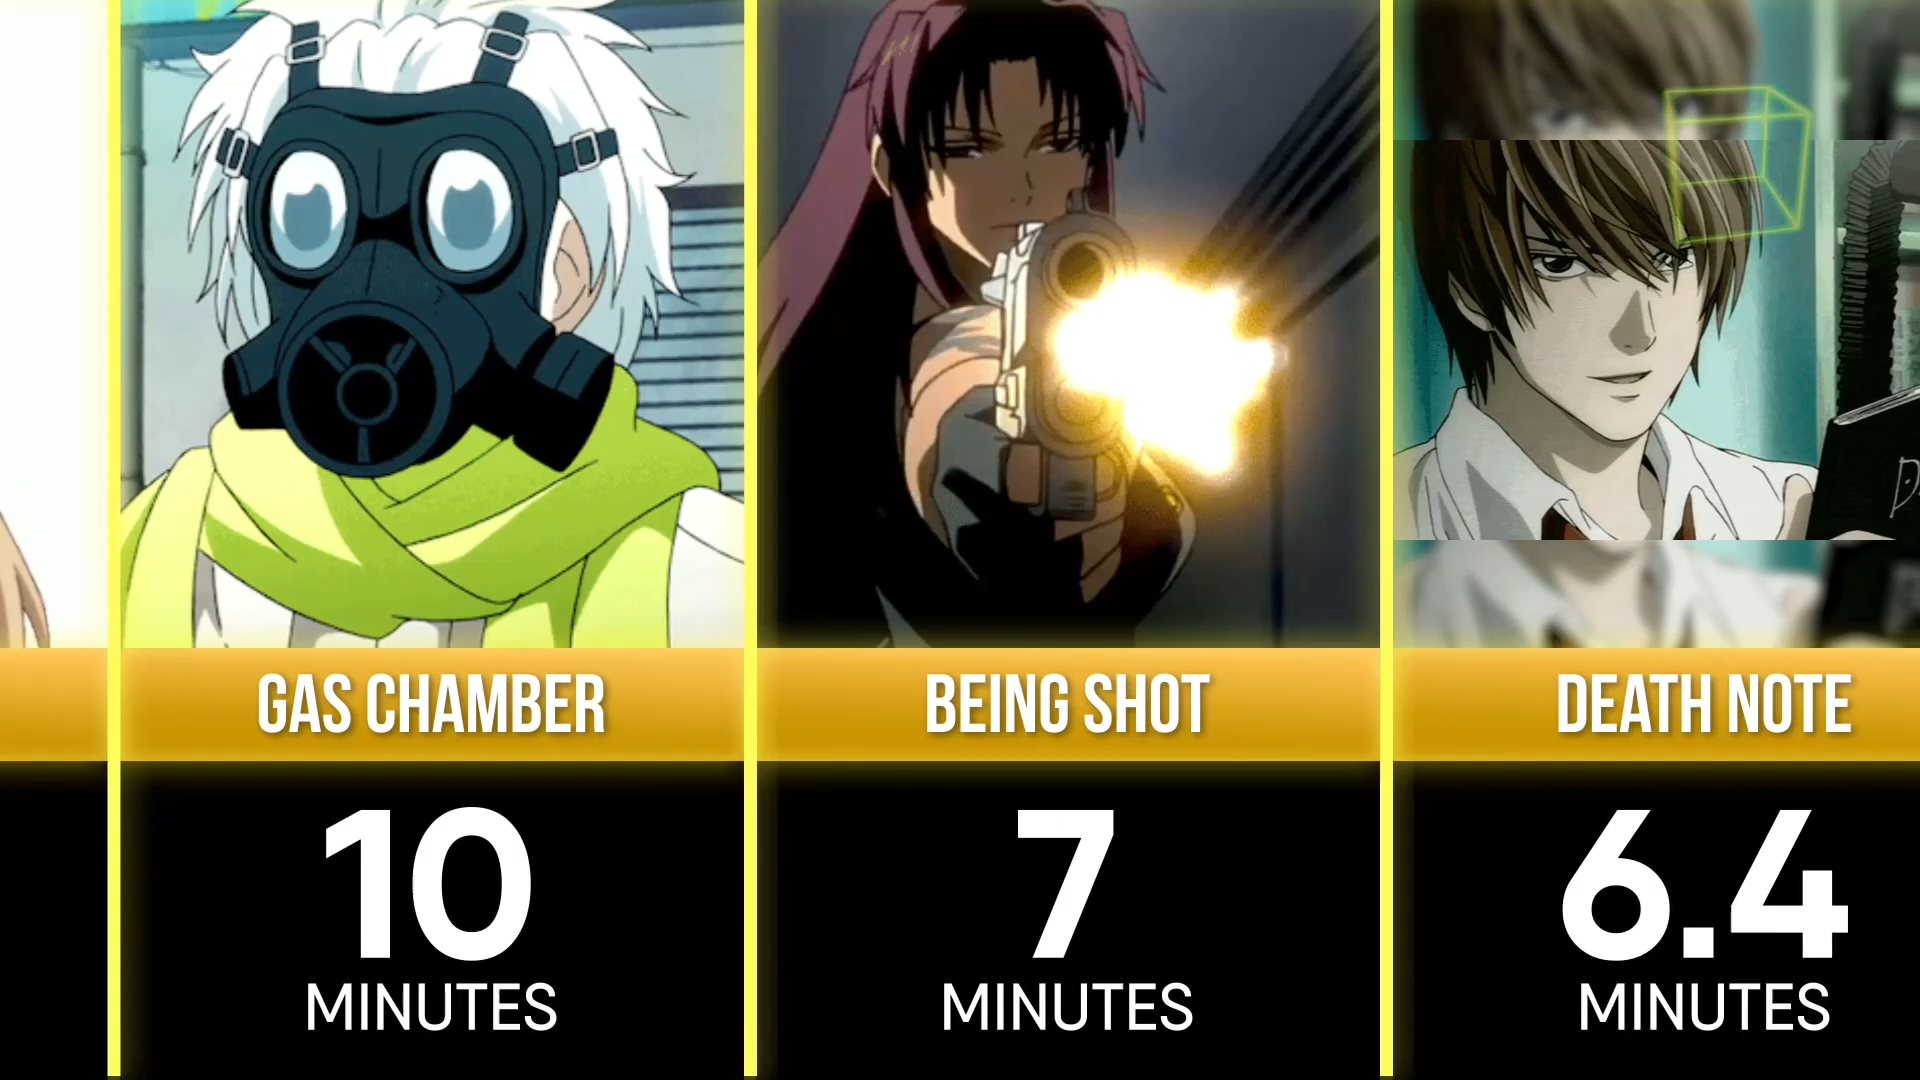 GAS CHAMBER
10
MINUTES
BEING SHOT
7
MINUTES
DEATH NOTE
6.4
MINUTES